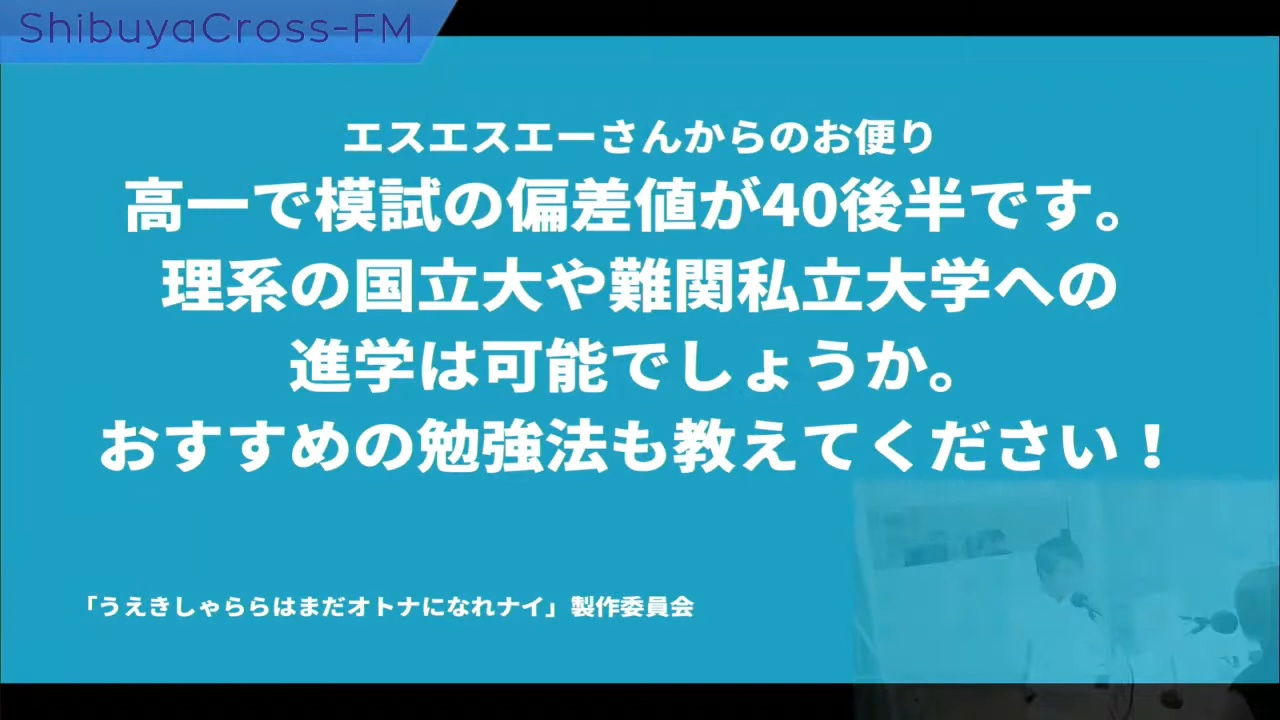 ShibuyaCross-FM
エスエスエーさんからのお便り
高一で模試の偏差値が40後半です。
理系の国立大や難関私立大学への
進学は可能でしょうか。
おすすめの勉強法も教えてください！
「うえきしゃららはまだオトナになれナイ」製作委員会